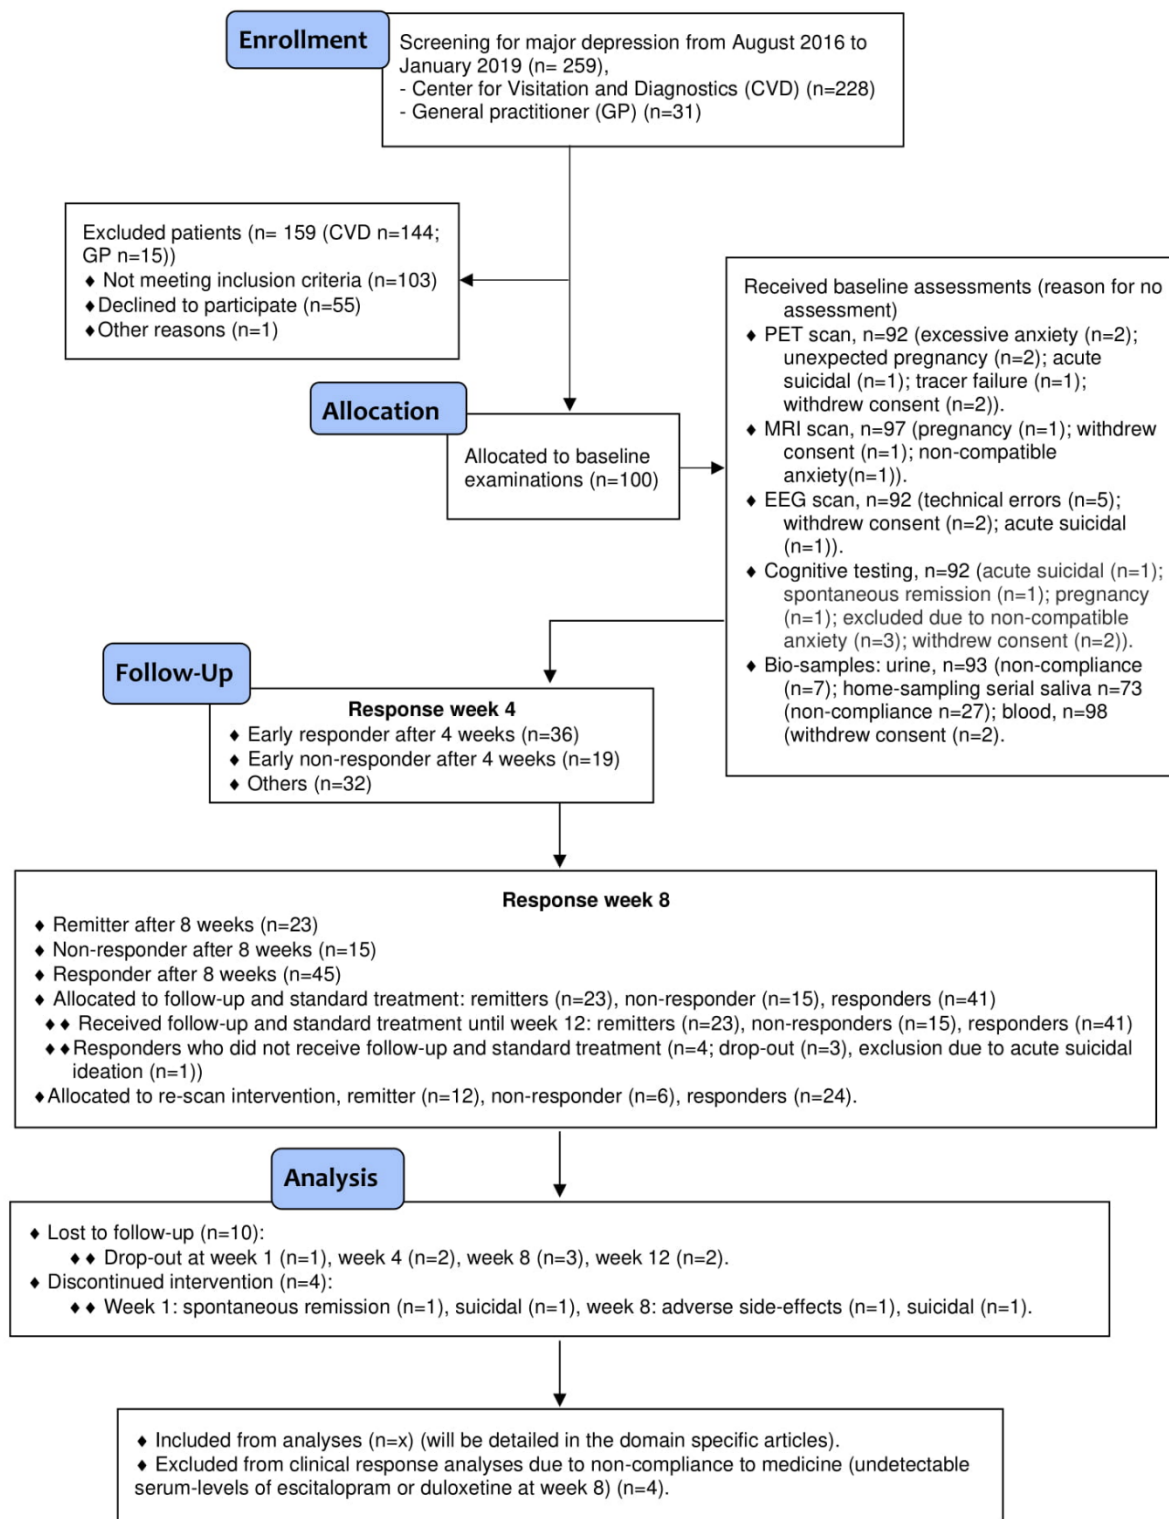 Enrollment
Screening for major depression from August 2016 to
January 2019 (n= 259),
- Center for Visitation and Diagnostics (CVD) (n=228)
- General practitioner (GP) (n=31)
Excluded patients (n= 159 (CVD n=144;
GP n=15))
♦ Not meeting inclusion criteria (n=103)
♦ Declined to participate (n=55)
♦ Other reasons (n=1)
Allocation
Allocated to baseline
examinations (n=100)
Received baseline assessments (reason for no
assessment)
♦ PET scan, n=92 (excessive anxiety (n=2);
unexpected pregnancy (n=2); acute
suicidal (n=1); tracer failure (n=1);
withdrew consent (n=2)).
♦ MRI scan, n=97 (pregnancy (n=1); withdrew
consent (n=1); non-compatible
anxiety(n=1)).
♦ EEG scan, n=92 (technical errors (n=5);
withdrew consent (n=2); acute suicidal
(n=1)).
♦ Cognitive testing, n=92 (acute suicidal (n=1);
spontaneous remission (n=1); pregnancy
(n=1); excluded due to non-compatible
anxiety (n=3); withdrew consent (n=2)).
♦ Bio-samples: urine, n=93 (non-compliance
(n=7); home-sampling serial saliva n=73
(non-compliance n=27); blood, n=98
(withdrew consent (n=2).
Follow-Up
Response week 4
♦ Early responder after 4 weeks (n=36)
♦ Early non-responder after 4 weeks (n=19)
♦ Others (n=32)
Response week 8
♦ Remitter after 8 weeks (n=23)
♦ Non-responder after 8 weeks (n=15)
♦ Responder after 8 weeks (n=45)
♦ Allocated to follow-up and standard treatment: remitters (n=23), non-responder (n=15), responders (n=41)
♦♦ Received follow-up and standard treatment until week 12: remitters (n=23), non-responders (n=15), responders (n=41)
♦♦Responders who did not receive follow-up and standard treatment (n=4; drop-out (n=3), exclusion due to acute suicidal
ideation (n=1))
♦Allocated to re-scan intervention, remitter (n=12), non-responder (n=6), responders (n=24).
Analysis
♦ Lost to follow-up (n=10):
♦♦ Drop-out at week 1 (n=1), week 4 (n=2), week 8 (n=3), week 12 (n=2).
♦ Discontinued intervention (n=4):
♦♦ Week 1: spontaneous remission (n=1), suicidal (n=1), week 8: adverse side-effects (n=1), suicidal (n=1).
♦ Included from analyses (n=x) (will be detailed in the domain specific articles).
♦ Excluded from clinical response analyses due to non-compliance to medicine (undetectable
serum-levels of escitalopram or duloxetine at week 8) (n=4).